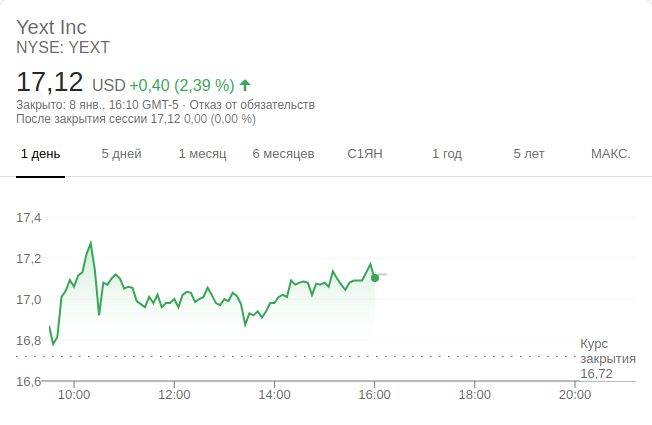 Yext Inc
NYSE: YEXT
17,12 USD +0,40 (2,39 %)
Закрыто: 8 янв., 16:10 GMT-5 · Отказ от обязательств
После закрытия сессии 17,12 0,00 (0,00 %)
1 день 5 дней 1 месяц 6 месяцев С1ЯН 1 год 5 лет МАКС.
17,4
17,2
17,0
16,8
16,6
Курс
закрытия
16,72
10:00 12:00 14:00 16:00 18:00 20:00